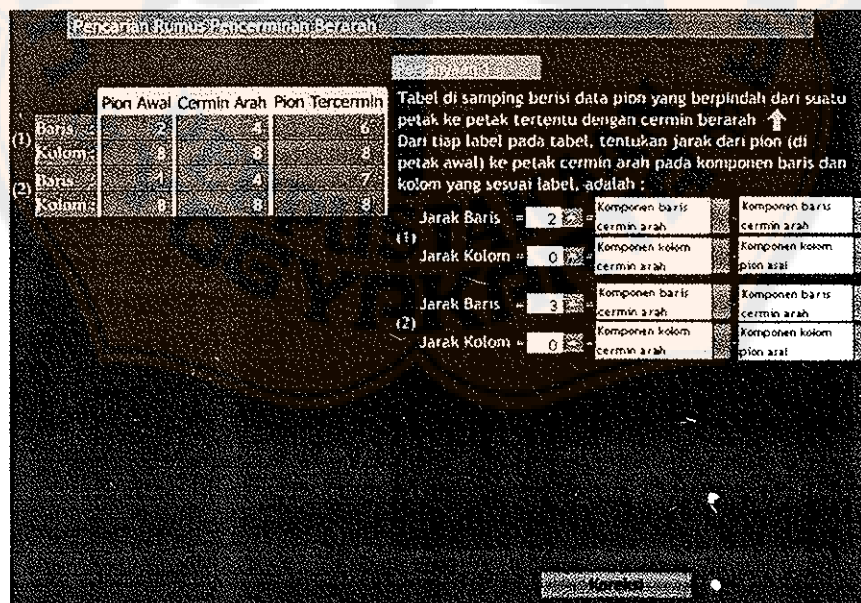 Pencarian Rumus Pencerminan Berarah
Pion Awal Cermin Arah Pion Tercermin
(1) Baris = 2 4 6
Kolom = 8 8 8
(2) Baris = 1 4 7
Kolom = 8 8 8
Tabel di samping berisi data pion yang berpindah dari suatu
petak ke petak tertentu dengan cermin berarah
Dari tiap label pada tabel, tentukan jarak dari pion (di
petak awal) ke petak cermin arah pada komponen baris dan
kolom yang sesuai label, adalah :
(1) Jarak Baris = 2 = Komponen baris cermin arah - Komponen baris cermin arah
Jarak Kolom = 0 = Komponen kolom cermin arah - Komponen kolom pion asal
(2) Jarak Baris = 3 = Komponen baris cermin arah - Komponen baris cermin arah
Jarak Kolom = 0 = Komponen kolom cermin arah - Komponen kolom pion asal